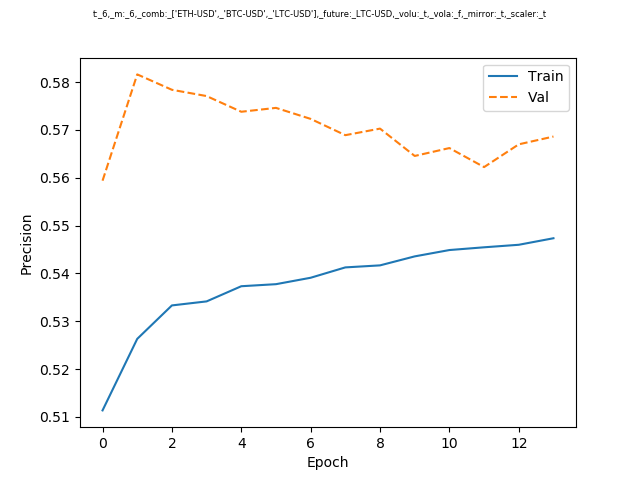 t:_6,_m:_6,_comb:_['ETH-USD',_'BTC-USD',_'LTC-USD'],_future:_LTC-USD,_volu:_t,_vola:_f,_mirror:_t,_scaler:_t
Train
Val
0.58
0.57
0.56
0.55
0.54
0.53
0.52
0.51
Precision
0 2 4 6 8 10 12
Epoch